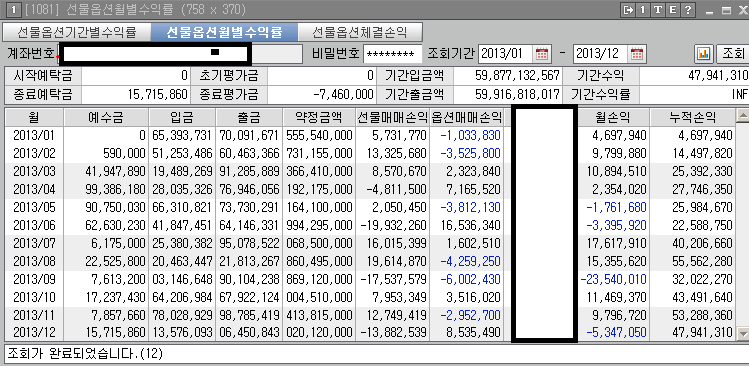 1 [1081] 선물옵션월별수익률 (758 x 370) 1 T E ?
선물옵션기간별수익률 선물옵션월별수익률 선물옵션체결손익
계좌번호 비밀번호 ******** 조회기간 2013/01 - 2013/12 조회
시작예탁금 0 초기평가금 0 기간입금액 59,877,132,567 기간수익 47,941,310
종료예탁금 15,715,860 종료평가금 -7,460,000 기간출금액 59,916,818,017 기간수익률 INF
월 예수금 입금 출금 약정금액 선물매매손익 옵션매매손익 월손익 누적손익
2013/01 0 65,393,731 70,091,671 555,540,000 5,731,770 -1,033,830 4,697,940 4,697,940
2013/02 590,000 51,253,486 60,463,366 731,155,000 13,325,680 -3,525,800 9,799,880 14,497,820
2013/03 41,947,890 19,489,269 91,285,889 366,410,000 8,570,670 2,323,840 10,894,510 25,392,330
2013/04 99,386,180 28,035,326 76,946,056 192,175,000 -4,811,500 7,165,520 2,354,020 27,746,350
2013/05 90,750,030 66,310,821 73,730,291 164,100,000 2,050,450 -3,812,130 -1,761,680 25,984,670
2013/06 62,630,230 41,847,451 64,146,331 994,295,000 -19,932,260 16,536,340 -3,395,920 22,588,750
2013/07 6,175,000 25,380,382 95,078,522 068,500,000 16,015,399 1,602,510 17,617,910 40,206,660
2013/08 22,525,800 20,463,447 21,813,267 860,495,000 19,614,870 -4,259,250 15,355,620 55,562,280
2013/09 7,613,200 03,146,648 90,104,238 869,120,000 -17,537,579 -6,002,430 -23,540,010 32,022,270
2013/10 17,237,430 64,206,984 67,922,124 004,510,000 7,953,349 3,516,020 11,469,370 43,491,640
2013/11 7,857,660 78,028,929 98,785,419 413,815,000 12,749,419 -2,952,700 9,796,720 53,288,360
2013/12 15,715,860 13,576,093 06,450,843 020,120,000 -13,882,539 8,535,490 -5,347,050 47,941,310
조회가 완료되었습니다.(12)